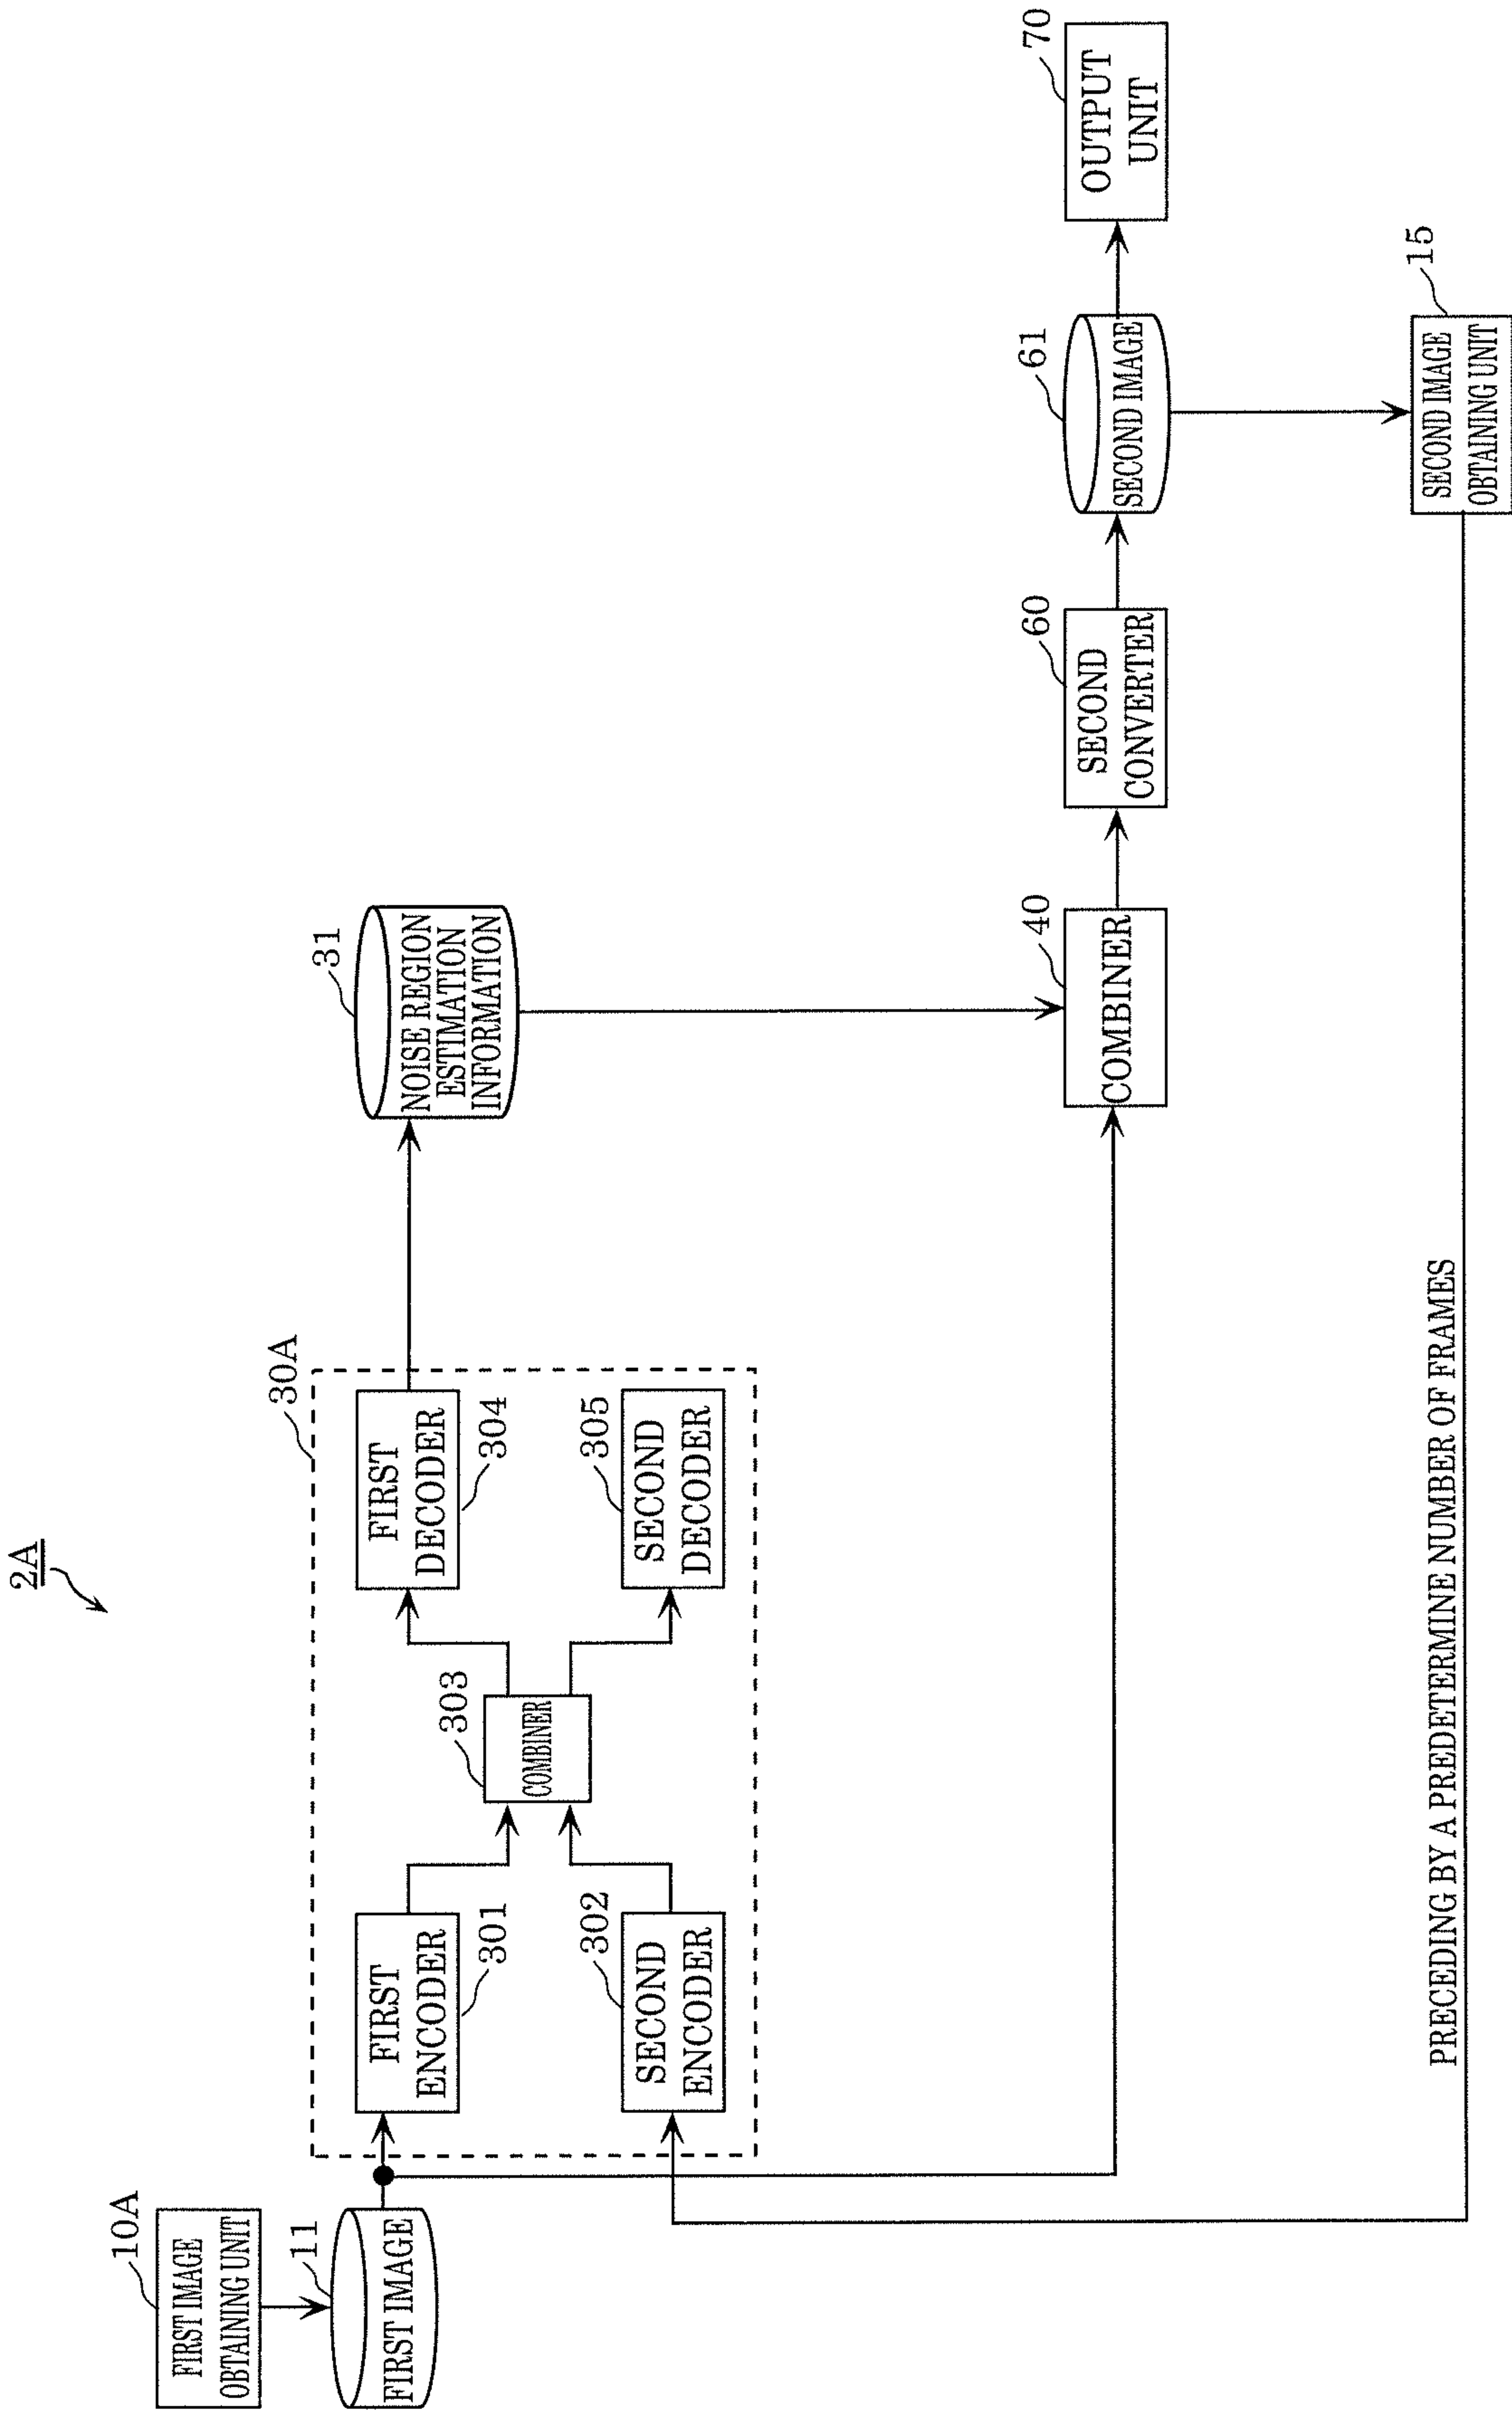 2A
10A
FIRST IMAGE
OBTAINING UNIT
11
FIRST IMAGE
30A
FIRST
ENCODER
301
SECOND
ENCODER
302
303
COMBINER
FIRST
DECODER
304
SECOND
DECODER
305
31
NOISE REGION
ESTIMATION
INFORMATION
40
COMBINER
60
SECOND
CONVERTER
61
SECOND IMAGE
70
OUTPUT
UNIT
15
SECOND IMAGE
OBTAINING UNIT
PRECEDING BY A PREDETERMINE NUMBER OF FRAMES